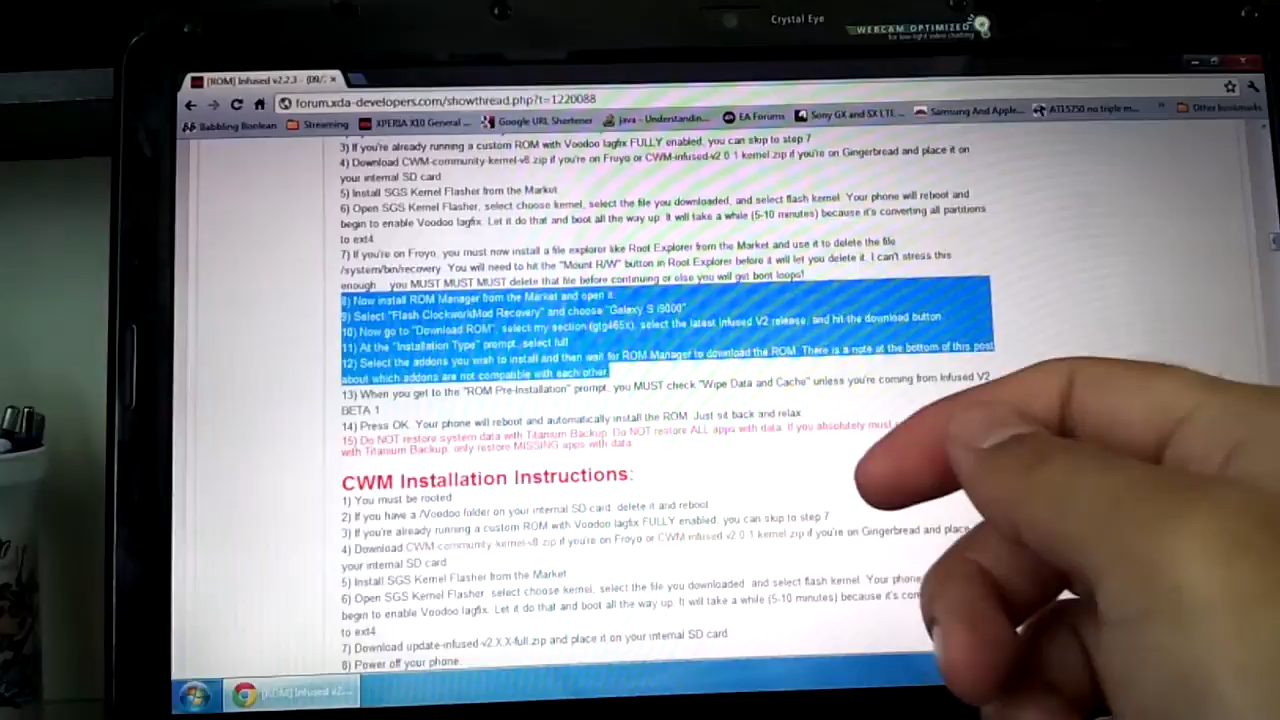 Crystal Eye
WEBCAM OPTIMIZED
for low-light video chatting
[ROM] Infused v2.2.3 - (09/
forum.xda-developers.com/showthread.php?t=1220088
Babbling Boolean Streaming XPERIA X10 General ... Google URL Shortener Java - Understandin... EA Forums Sony GX and SX LTE ... Samsung And Apple... AT15750 no triple m... Other bookmarks
3) If you're already running a custom ROM with Voodoo lagfix FULLY enabled, you can skip to step 7
4) Download CWM-community-kernel-v8.zip if you're on Froyo or CWM-infused-v2.0.1 kernel.zip if you're on Gingerbread and place it on
your internal SD card
5) Install SGS Kernel Flasher from the Market
6) Open SGS Kernel Flasher, select choose kernel, select the file you downloaded, and select flash kernel. Your phone will reboot and
begin to enable Voodoo lagfix. Let it do that and boot all the way up. It will take a while (5-10 minutes) because it's converting all partitions
to ext4
7) If you're on Froyo, you must now install a file explorer like Root Explorer from the Market and use it to delete the file
/system/bin/recovery. You will need to hit the "Mount R/W" button in Root Explorer before it will let you delete it. I can't stress this
enough you MUST MUST MUST delete that file before continuing or else you will get boot loops!
8) Now install ROM Manager from the Market and open it.
9) Select "Flash ClockworkMod Recovery" and choose "Galaxy S i9000"
10) Now go to "Download ROM", select my section (gtg465x), select the latest Infused V2 release, and hit the download button
11) At the "Installation Type" prompt, select full
12) Select the addons you wish to install and then wait for ROM Manager to download the ROM. There is a note at the bottom of this post
about which addons are not compatible with each other.
13) When you get to the "ROM Pre-Installation" prompt, you MUST check "Wipe Data and Cache" unless you're coming from Infused V2
BETA 1
14) Press OK. Your phone will reboot and automatically install the ROM. Just sit back and relax
15) Do NOT restore system data with Titanium Backup. Do NOT restore ALL apps with data. If you absolutely must
with Titanium Backup, only restore MISSING apps with data
CWM Installation Instructions:
1) You must be rooted
2) If you have a /Voodoo folder on your internal SD card, delete it and reboot
3) If you're already running a custom ROM with Voodoo lagfix FULLY enabled, you can skip to step 7
4) Download CWM-community-kernel-v8.zip if you're on Froyo or CWM-infused-v2.0.1 kernel.zip if you're on Gingerbread and place
your internal SD card
5) Install SGS Kernel Flasher from the Market
6) Open SGS Kernel Flasher, select choose kernel, select the file you downloaded, and select flash kernel. Your phone
begin to enable Voodoo lagfix. Let it do that and boot all the way up. It will take a while (5-10 minutes) because it's
to ext4
7) Download update-infused-v2.X.X-full.zip and place it on your internal SD card
8) Power off your phone.
[ROM] Infused v2...